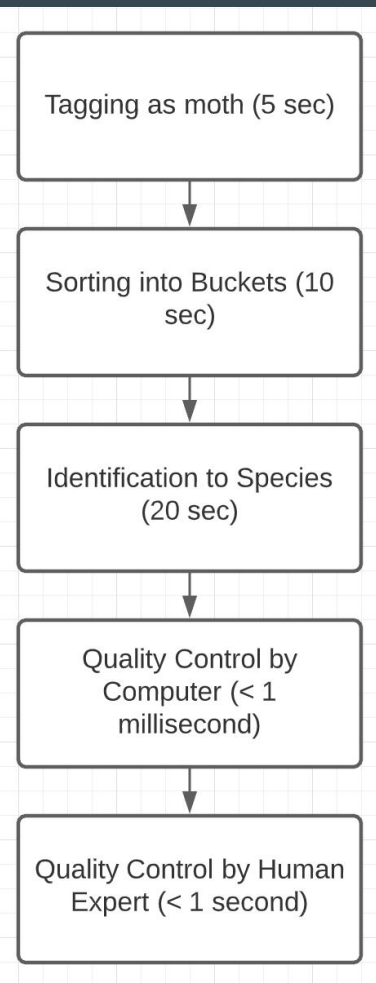 Tagging as moth (5 sec)
Sorting into Buckets (10
sec)
Identification to Species
(20 sec)
Quality Control by
Computer (< 1
millisecond)
Quality Control by Human
Expert (< 1 second)